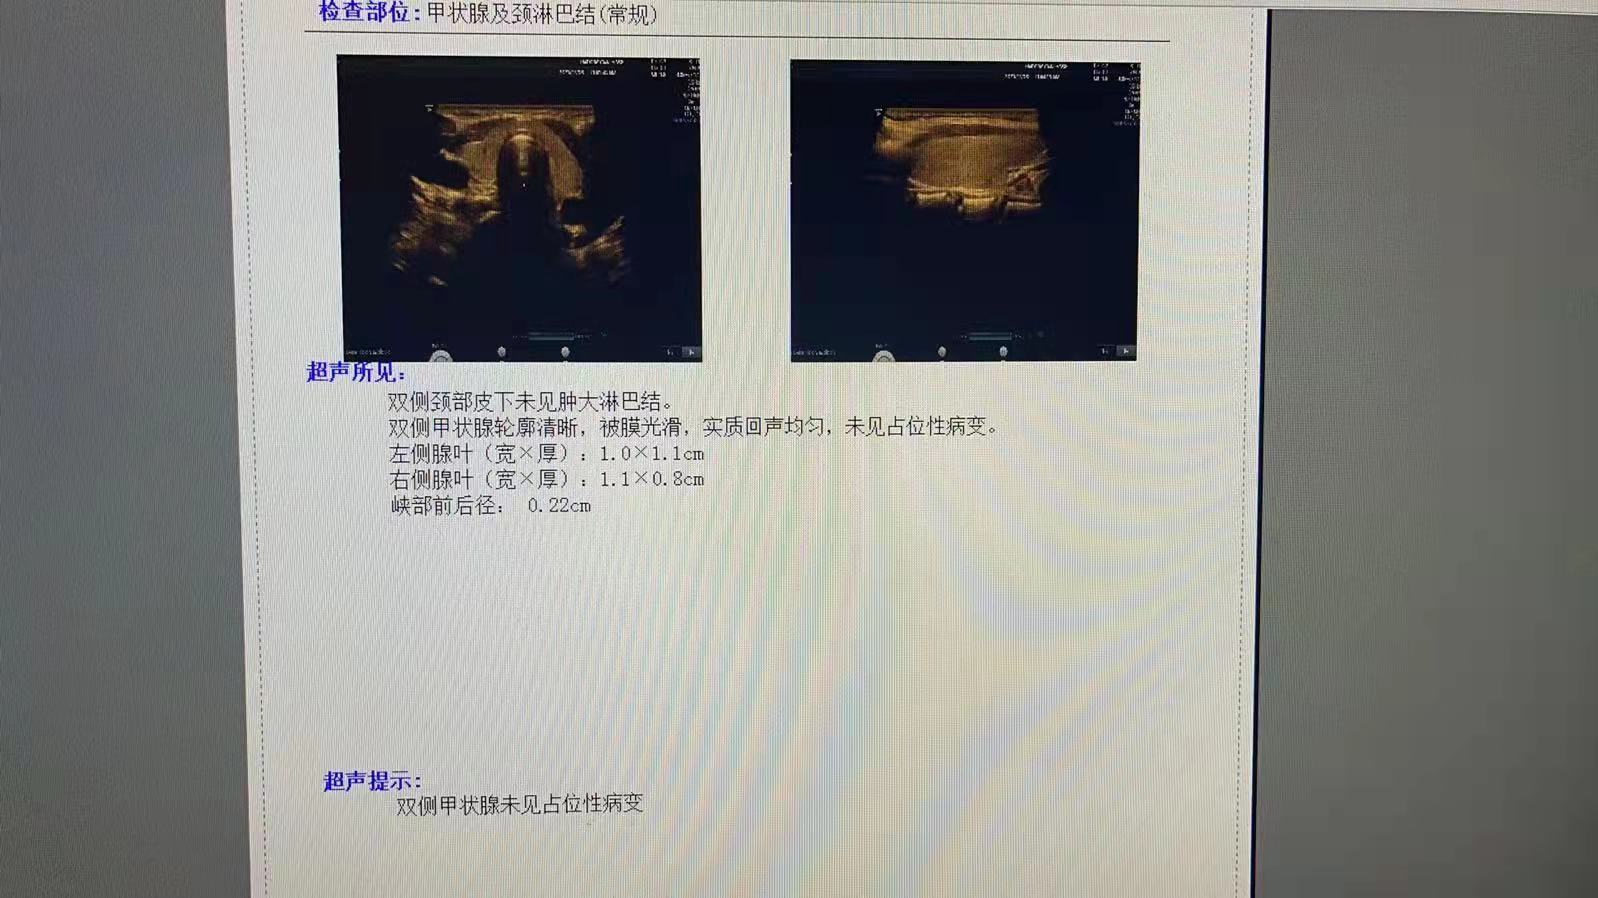 检查部位:甲状腺及颈淋巴结(常规)
超声所见:
双侧颈部皮下未见肿大淋巴结。
双侧甲状腺轮廓清晰，被膜光滑，实质回声均匀，未见占位性病变。
左侧腺叶（宽×厚）：1.0×1.1cm
右侧腺叶（宽×厚）：1.1×0.8cm
峡部前后径： 0.22cm
超声提示:
双侧甲状腺未见占位性病变